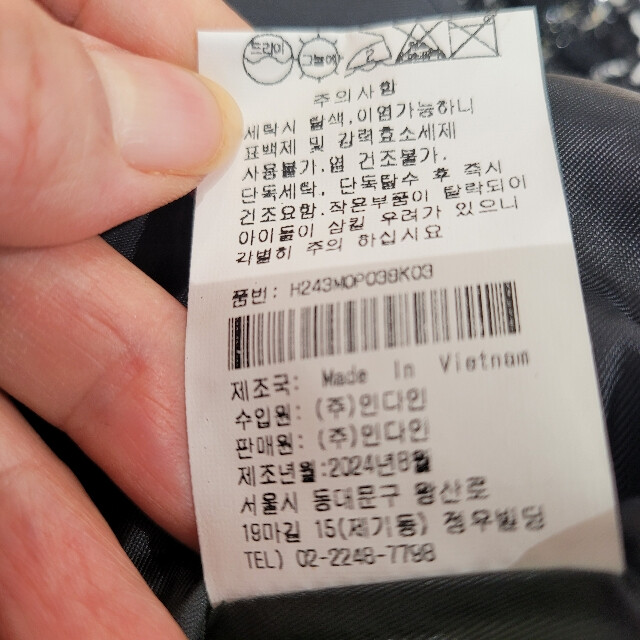 드라이
그늘에
주의사항
세탁시 탈색,이염가능하니
표백제 및 강력효소세제
사용불가.열 건조불가.
단독세탁, 단독탈수 후 즉시
건조요함.작은부품이 탈락되어
아이들이 삼킬 우려가 있으니
각별히 주의 하십시요
품번: H243MOP039K03
제조국: Made In Vietnam
수입원: (주)인다인
판매원: (주)인다인
제조년월:2024년8월
서울시 동대문구 왕산로
19마길 15(제기동) 정우빌딩
TEL) 02-2248-7798